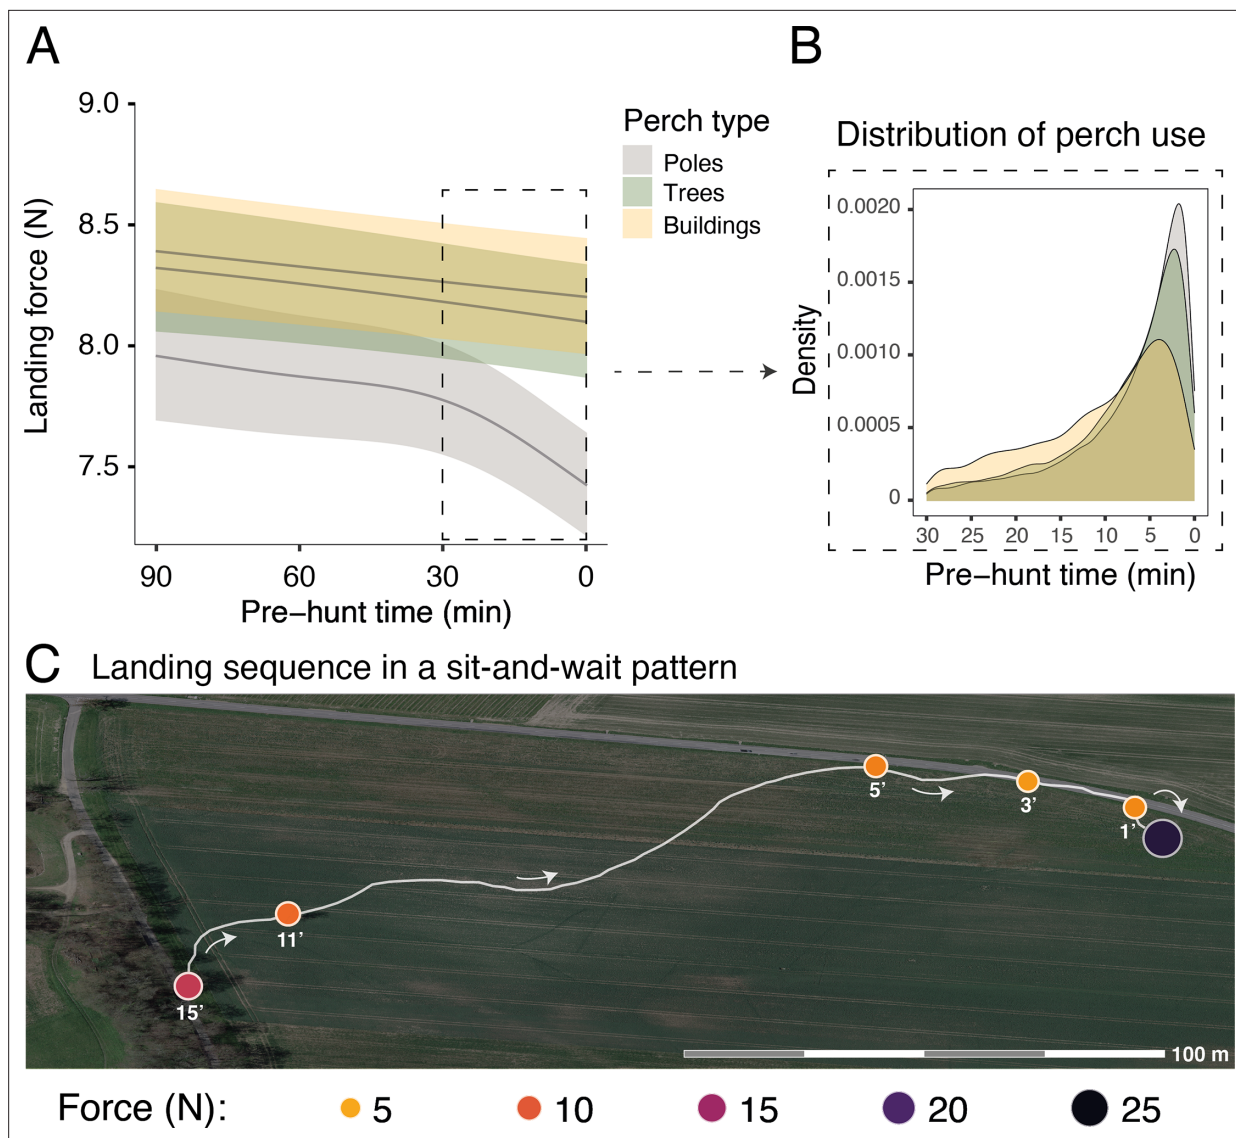 A
B
9.0
8.5
8.0
7.5
Landing force (N)
90
60
30
0
Pre–hunt time (min)
Perch type
Poles
Trees
Buildings
Distribution of perch use
0.0020
0.0015
0.0010
0.0005
0
Density
30
25
20
15
10
5
0
Pre–hunt time (min)
C Landing sequence in a sit-and-wait pattern
15’
11’
5’
3’
1’
100 m
Force (N): 5 10 15 20 25